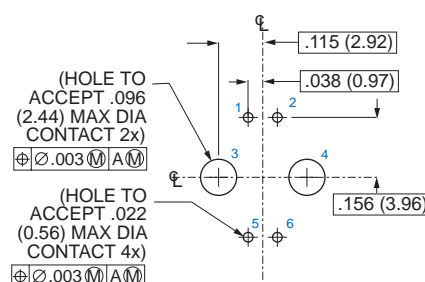 ℄
.115 (2.92)
.038 (0.97)
(HOLE TO
ACCEPT .096
(2.44) MAX DIA
CONTACT 2x)
⌖ ∅.003 Ⓜ A Ⓜ
1 2
3 4
℄
.156 (3.96)
(HOLE TO
ACCEPT .022
(0.56) MAX DIA
CONTACT 4x)
⌖ ∅.003 Ⓜ A Ⓜ
5 6